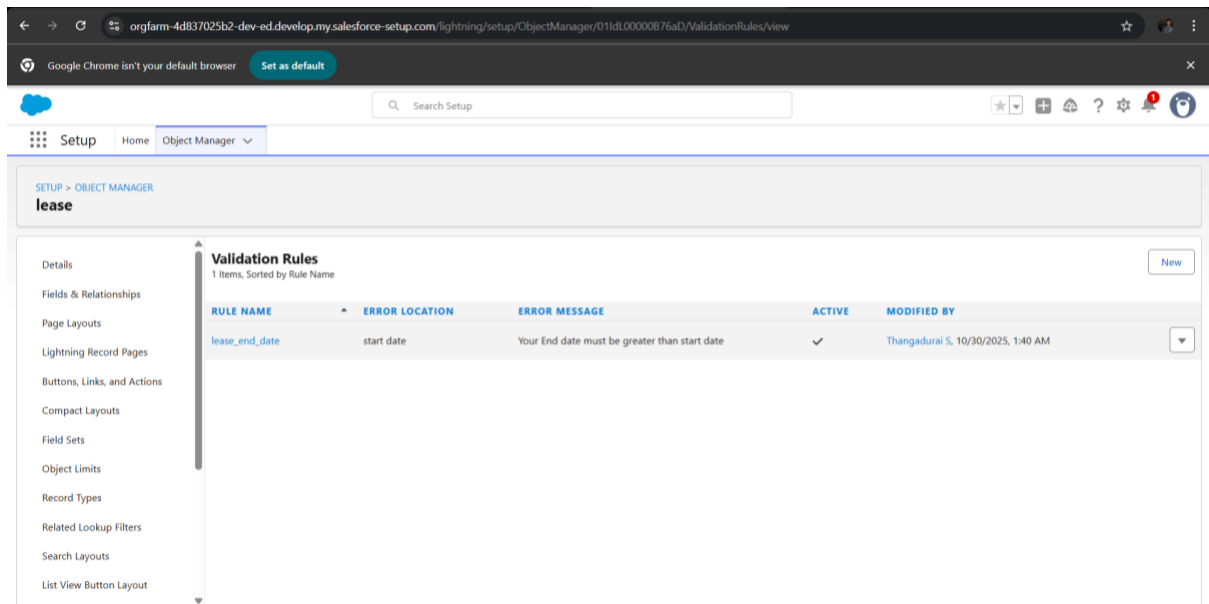 orgfarm-4d837025b2-dev-ed.develop.my.salesforce-setup.com/lightning/setup/ObjectManager/01IdL00000B76aD/ValidationRules/view
Google Chrome isn't your default browser Set as default
Search Setup
1
Setup Home Object Manager
SETUP > OBJECT MANAGER
lease
Details
Fields & Relationships
Page Layouts
Lightning Record Pages
Buttons, Links, and Actions
Compact Layouts
Field Sets
Object Limits
Record Types
Related Lookup Filters
Search Layouts
List View Button Layout
Validation Rules
1 Items, Sorted by Rule Name
New
RULE NAME ERROR LOCATION ERROR MESSAGE ACTIVE MODIFIED BY
lease_end_date start date Your End date must be greater than start date Thangadurai S, 10/30/2025, 1:40 AM